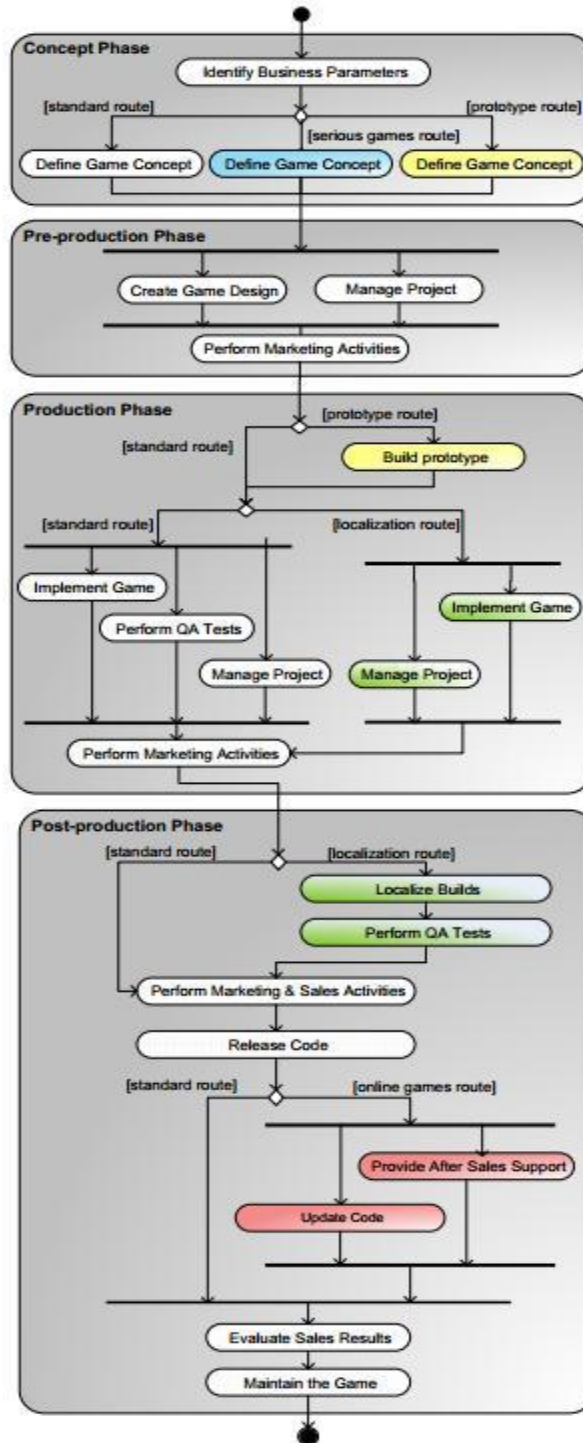 Concept Phase
Identify Business Parameters
[standard route]
[prototype route]
[serious games route]
Define Game Concept
Define Game Concept
Define Game Concept
Pre-production Phase
Create Game Design
Manage Project
Perform Marketing Activities
Production Phase
[prototype route]
[standard route]
Build prototype
[standard route]
[localization route]
Implement Game
Implement Game
Perform QA Tests
Manage Project
Manage Project
Perform Marketing Activities
Post-production Phase
[standard route]
[localization route]
Localize Builds
Perform QA Tests
Perform Marketing & Sales Activities
Release Code
[standard route]
[online games route]
Provide After Sales Support
Update Code
Evaluate Sales Results
Maintain the Game